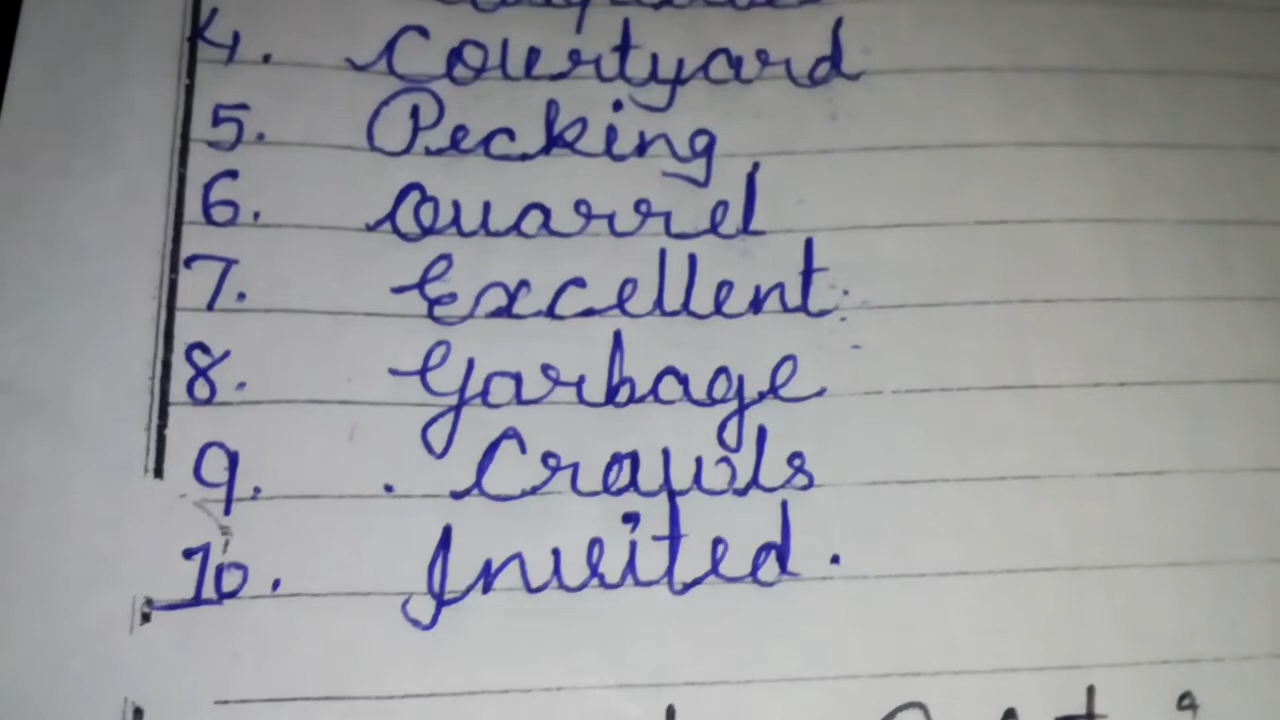 4. Courtyard
5. Pecking
6. Quarrel
7. Excellent.
8. Garbage
9. Crawls
10. Invited.